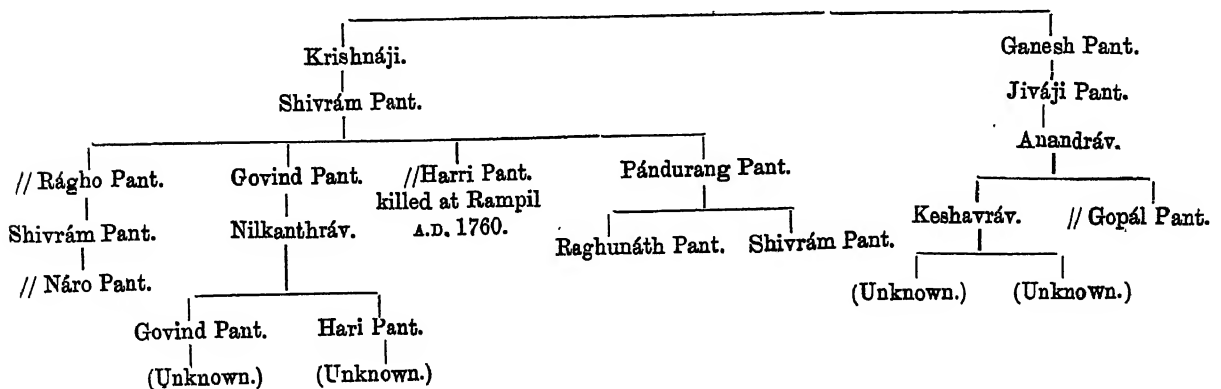 Krishnáji.
Ganesh Pant.
Shivrám Pant.
Jiváji Pant.
Anandráv.
// Rágho Pant.
Govind Pant.
//Harri Pant.
killed at Rampil
A.D. 1760.
Pándurang Pant.
Shivrám Pant.
Nilkanthráv.
Raghunáth Pant.
Shivrám Pant.
Keshavráv.
// Gopál Pant.
// Náro Pant.
(Unknown.)
(Unknown.)
Govind Pant.
Hari Pant.
(Unknown.)
(Unknown.)